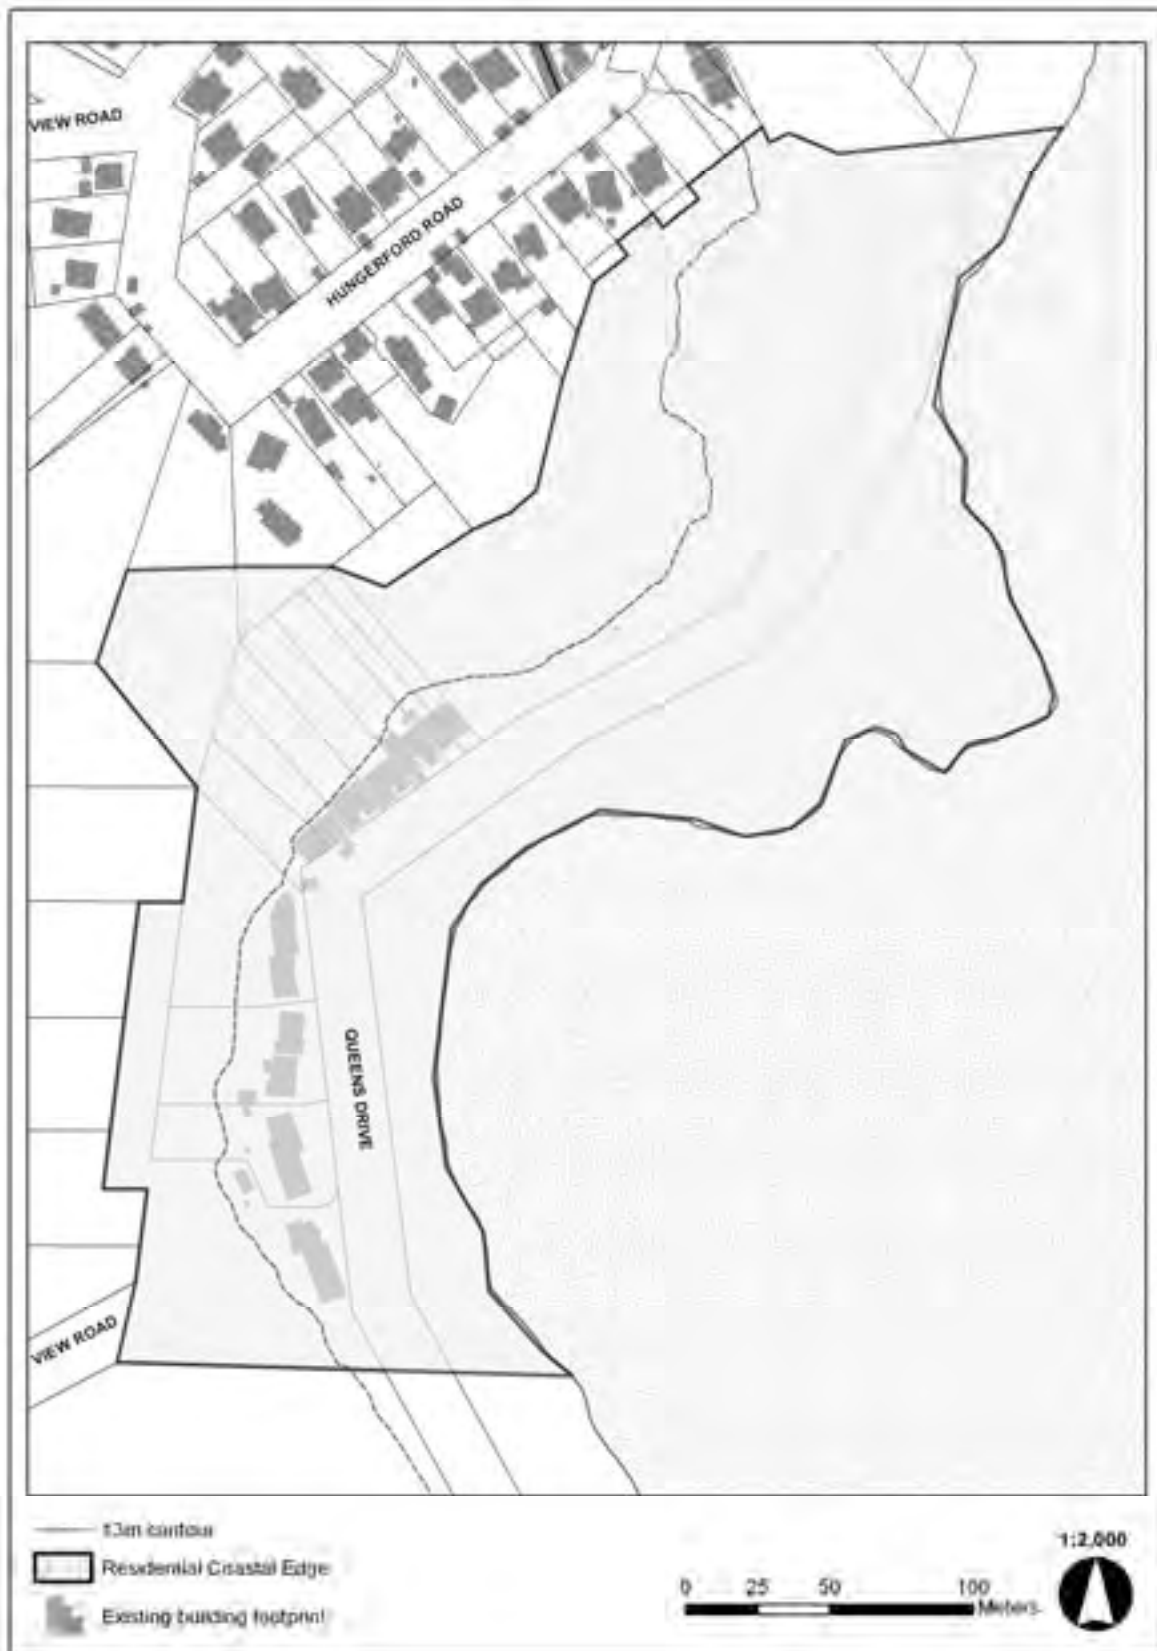 VIEW ROAD
HUNGERFORD ROAD
QUEENS DRIVE
VIEW ROAD
13m contour
Residential Coastal Edge
Existing building footprint
1:2,000
0 25 50 100
Meters